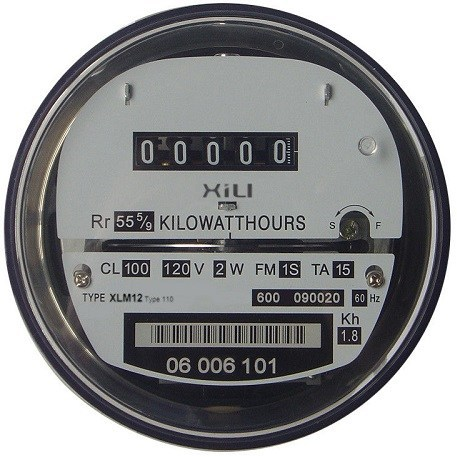 00000
XiLI
Rr 55 5/9 KILOWATTHOURS
S F
CL 100 120 V 2 W FM 1S TA 15
TYPE XLM12 Type 110 600 090020 60 Hz
Kh
1.8
06 006 101